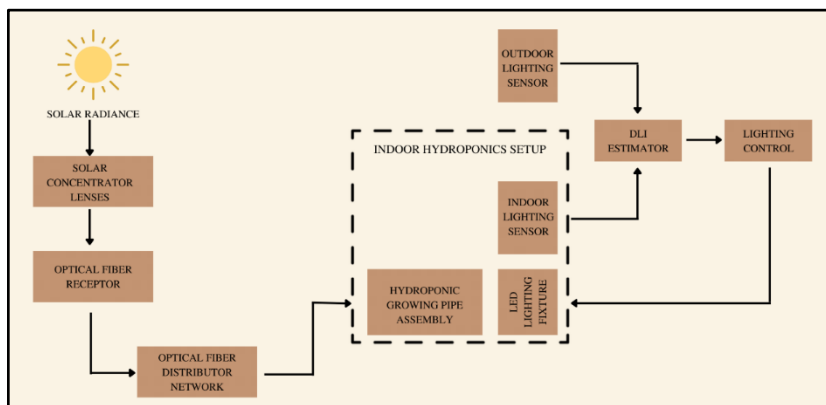 SOLAR RADIANCE
SOLAR
CONCENTRATOR
LENSES
OPTICAL FIBER
RECEPTOR
OPTICAL FIBER
DISTRIBUTOR
NETWORK
INDOOR HYDROPONICS SETUP
HYDROPONIC
GROWING PIPE
ASSEMBLY
LED
LIGHTING
FIXTURE
INDOOR
LIGHTING
SENSOR
OUTDOOR
LIGHTING
SENSOR
DLI
ESTIMATOR
LIGHTING
CONTROL